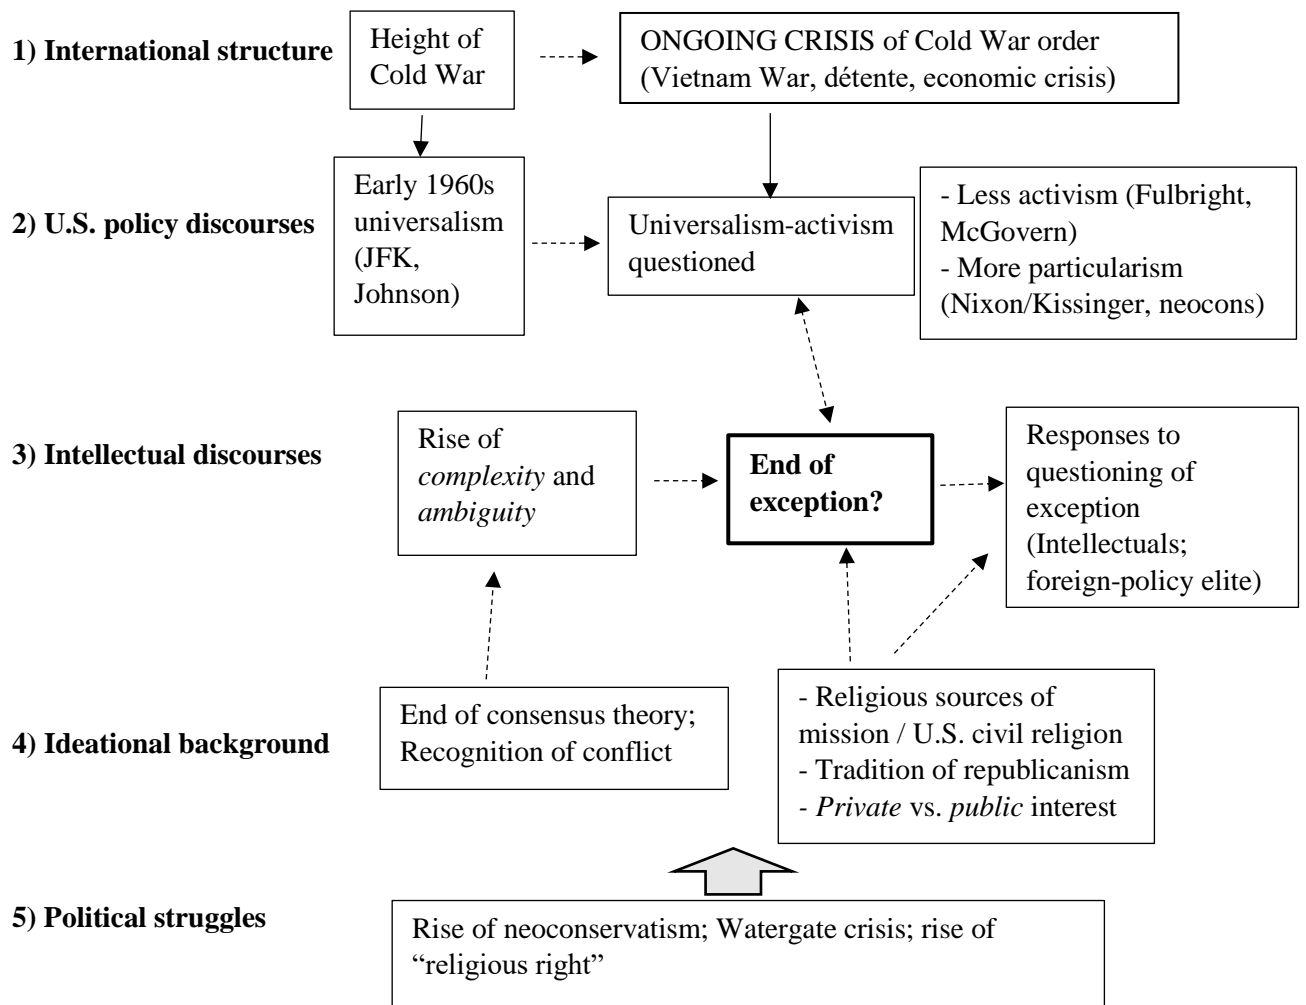 1) International structure
Height of
Cold War
ONGOING CRISIS of Cold War order
(Vietnam War, détente, economic crisis)
2) U.S. policy discourses
Early 1960s
universalism
(JFK,
Johnson)
Universalism-activism
questioned
- Less activism (Fulbright,
McGovern)
- More particularism
(Nixon/Kissinger, neocons)
3) Intellectual discourses
Rise of
complexity and
ambiguity
End of
exception?
Responses to
questioning of
exception
(Intellectuals;
foreign-policy elite)
4) Ideational background
End of consensus theory;
Recognition of conflict
- Religious sources of
mission / U.S. civil religion
- Tradition of republicanism
- Private vs. public interest
5) Political struggles
Rise of neoconservatism; Watergate crisis; rise of
“religious right”